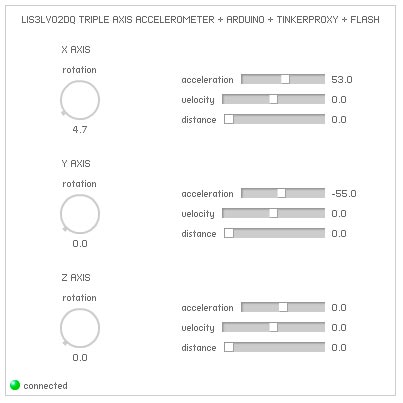 LIS3LV02DQ TRIPLE AXIS ACCELEROMETER + ARDUINO + TINKERPROXY + FLASH
X AXIS
rotation
4.7
acceleration 53.0
velocity 0.0
distance 0.0
Y AXIS
rotation
0.0
acceleration -55.0
velocity 0.0
distance 0.0
Z AXIS
rotation
0.0
acceleration 0.0
velocity 0.0
distance 0.0
connected